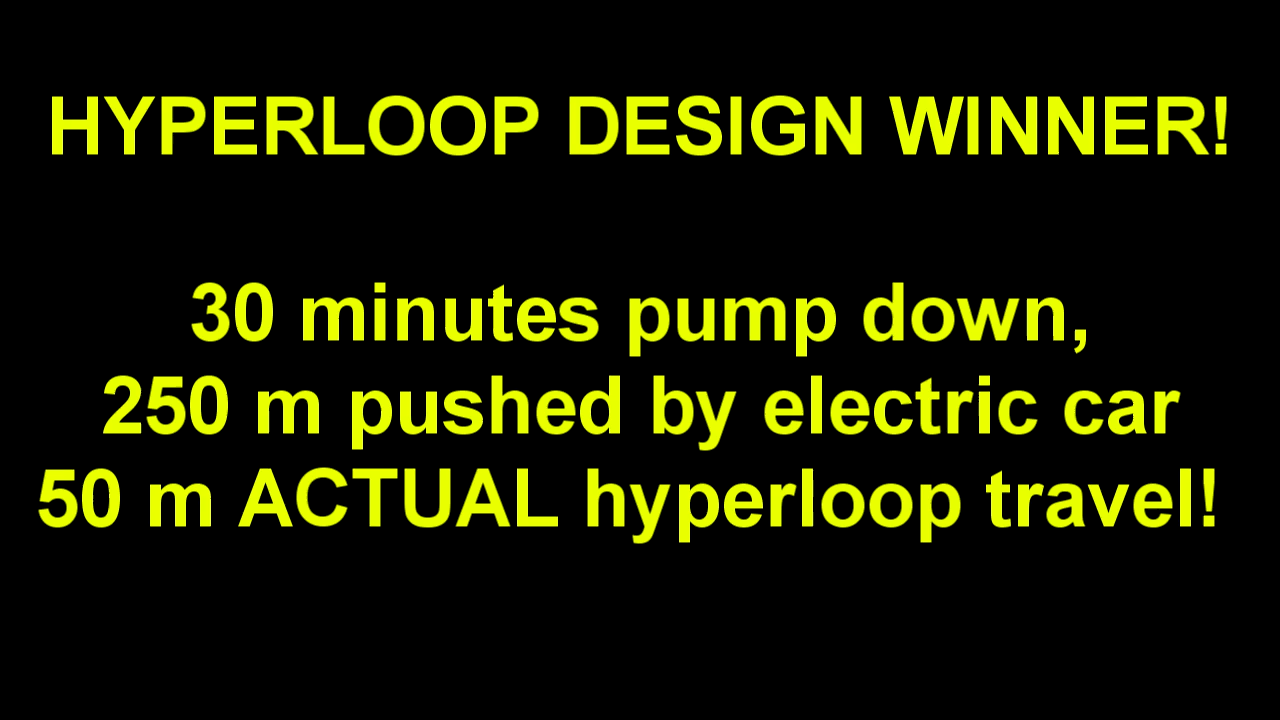 HYPERLOOP DESIGN WINNER!
30 minutes pump down,
250 m pushed by electric car
50 m ACTUAL hyperloop travel!